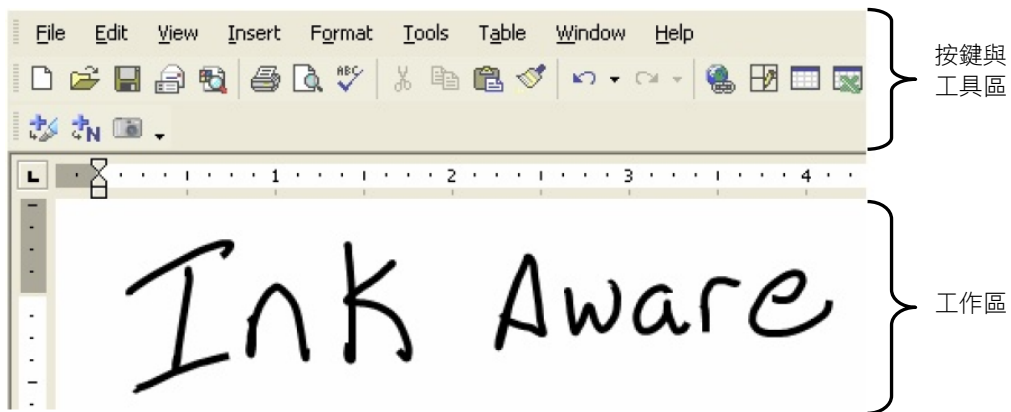 File Edit View Insert Format Tools Table Window Help
按鍵與
工具區
ABC
N
L
1 2 3 4
Ink Aware
工作區